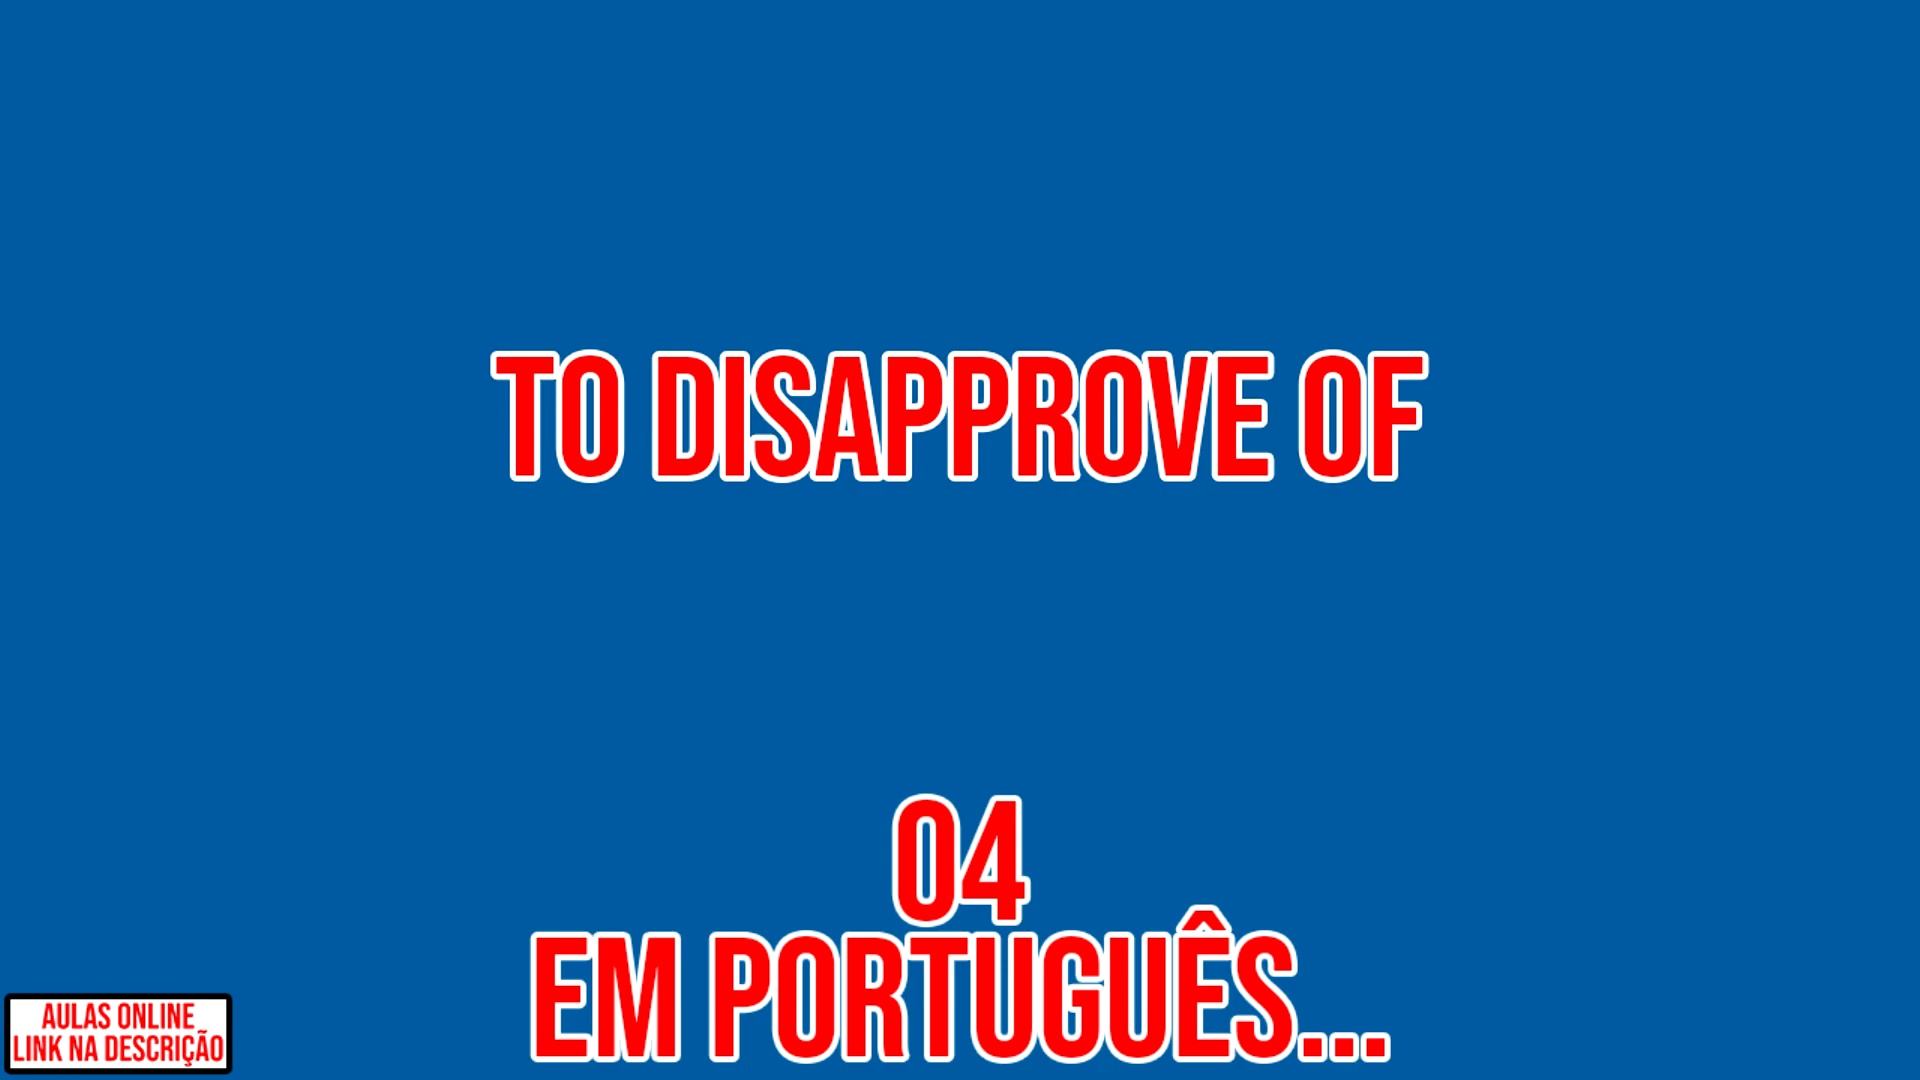 TO DISAPPROVE OF
04
EM PORTUGUÊS...
AULAS ONLINE
LINK NA DESCRIÇÃO